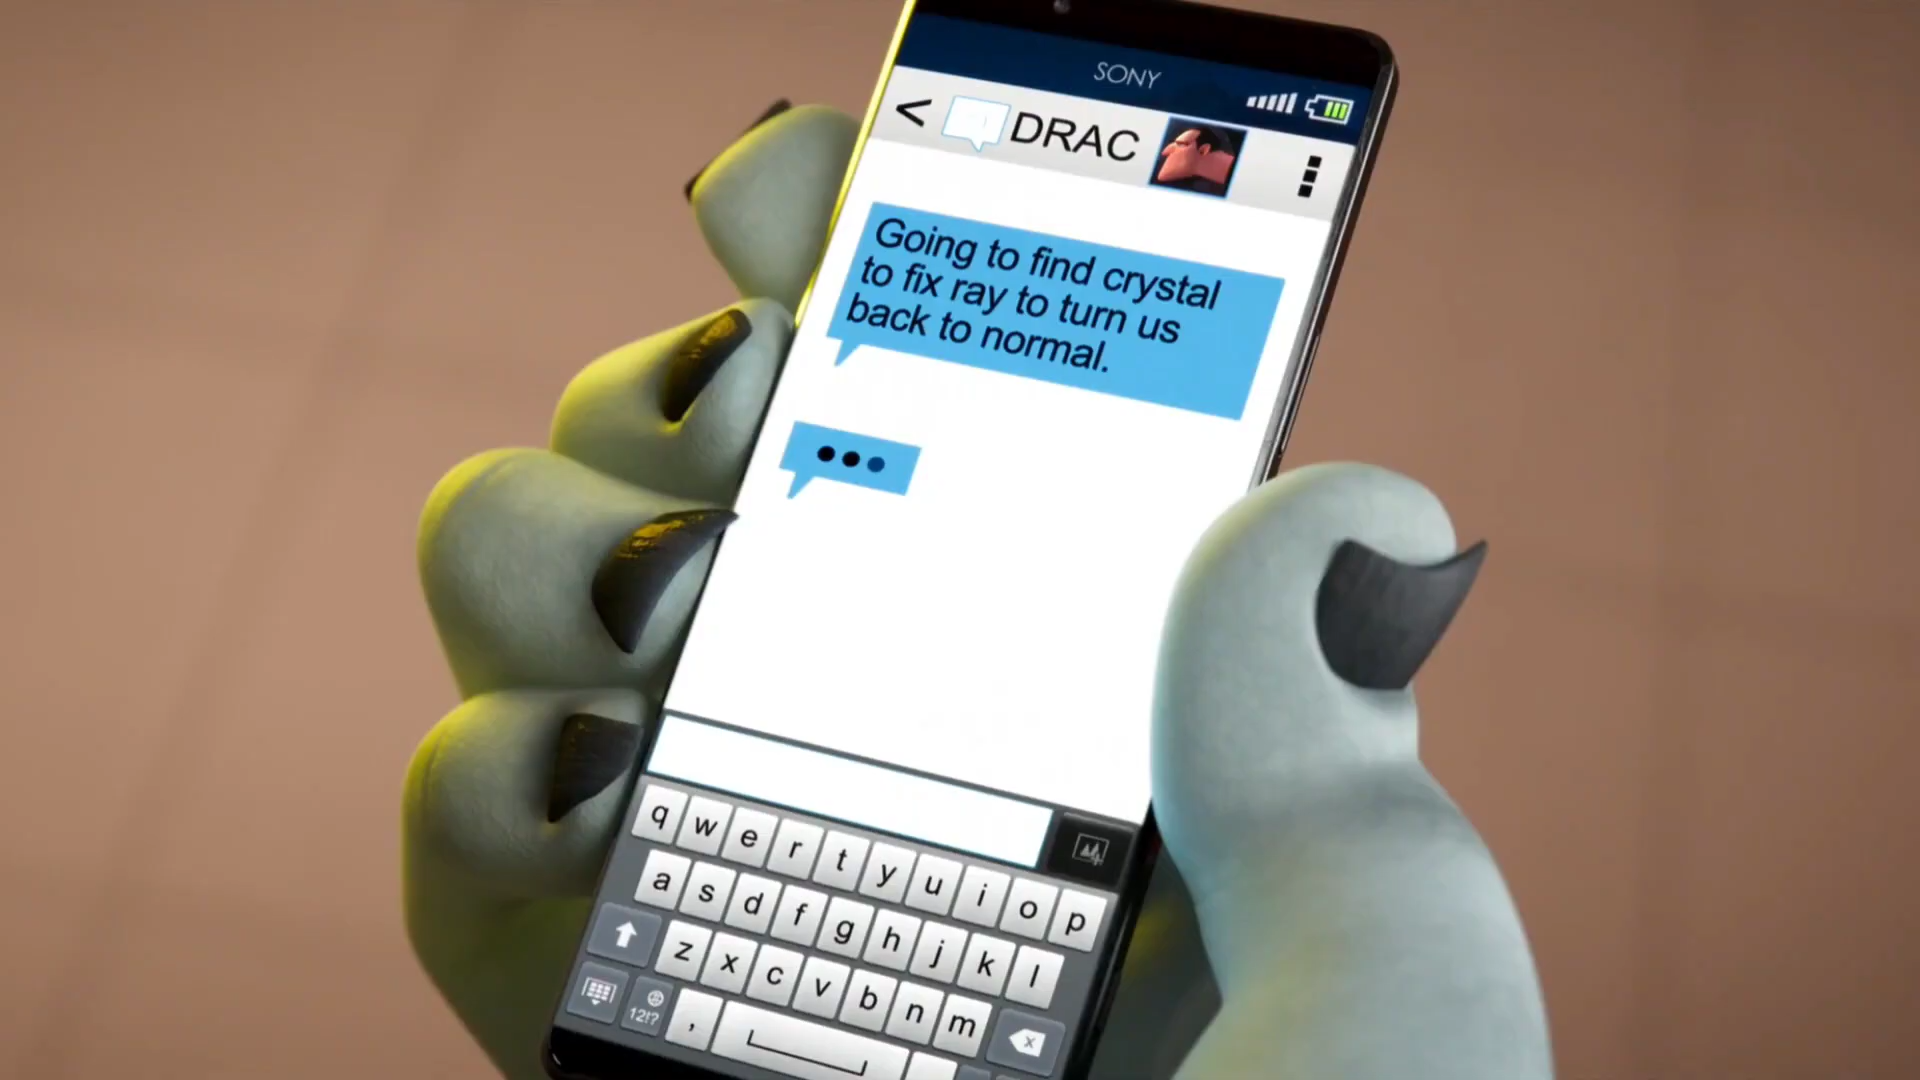 SONY
< DRAC
Going to find crystal
to fix ray to turn us
back to normal.
q w e r t y u i o p
a s d f g h j k l
z x c v b n m
12!? ,